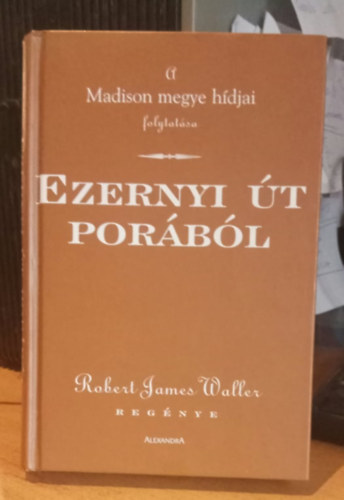 A
Madison megye hídjai
folytatása
EZERNYI ÚT
PORÁBÓL
Robert James Waller
REGÉNYE
ALEXANDRA